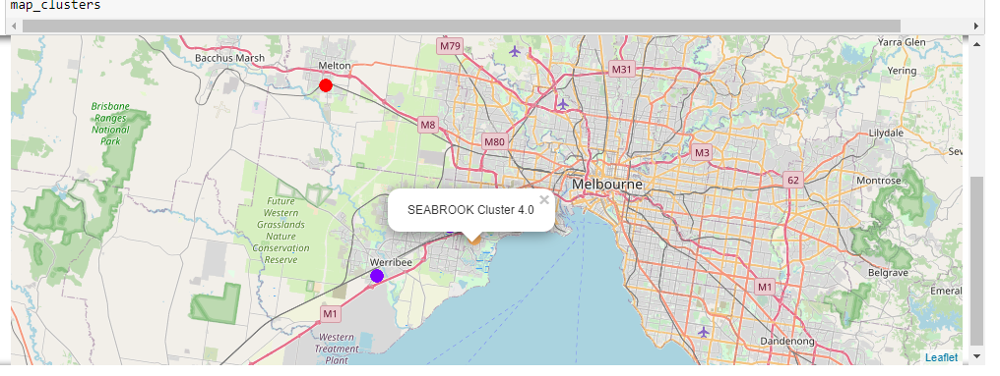 map_clusters
M79
Yarra Glen
Bacchus Marsh
Melton
M31
Yering
Brisbane
Ranges
National
Park
M8
M80
Lilydale
M3
Sev
62
Montrose
Melbourne
Future
Western
Grasslands
Nature
Conservation
Reserve
SEABROOK Cluster 4.0
×
Werribee
Belgrave
M1
Emeral
M1
Western
Treatment
Plant
Dandenong
Leaflet